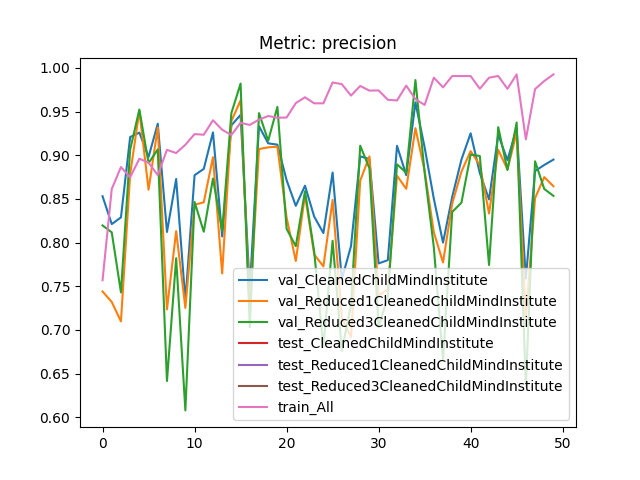 Metric: precision
1.00
0.95
0.90
0.85
0.80
0.75
0.70
0.65
0.60
0
10
20
30
40
50
val_CleanedChildMindInstitute
val_Reduced1CleanedChildMindInstitute
val_Reduced3CleanedChildMindInstitute
test_CleanedChildMindInstitute
test_Reduced1CleanedChildMindInstitute
test_Reduced3CleanedChildMindInstitute
train_All